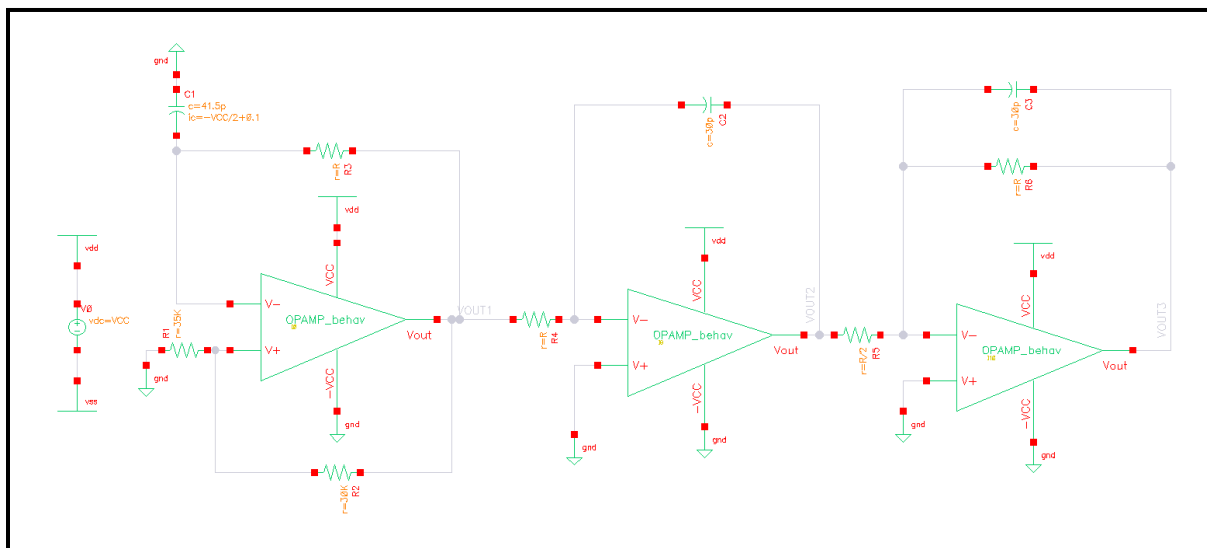 gnd
C1
c=41.5p
ic=-VCC/2+0.1
r=R
R3
vdd
VCC
V-
OPAMP_behav
V+
Vout
-VCC
gnd
R1
r=35K
gnd
r=30K
R2
vdd
V0
vdc=VCC
vss
VOUT1
r=R
R4
c=30p
C2
vdd
VCC
V-
OPAMP_behav
V+
Vout
-VCC
gnd
gnd
VOUT2
r=R/2
R5
c=30p
C3
r=R
R6
vdd
VCC
V-
OPAMP_behav
V+
Vout
-VCC
gnd
gnd
VOUT3